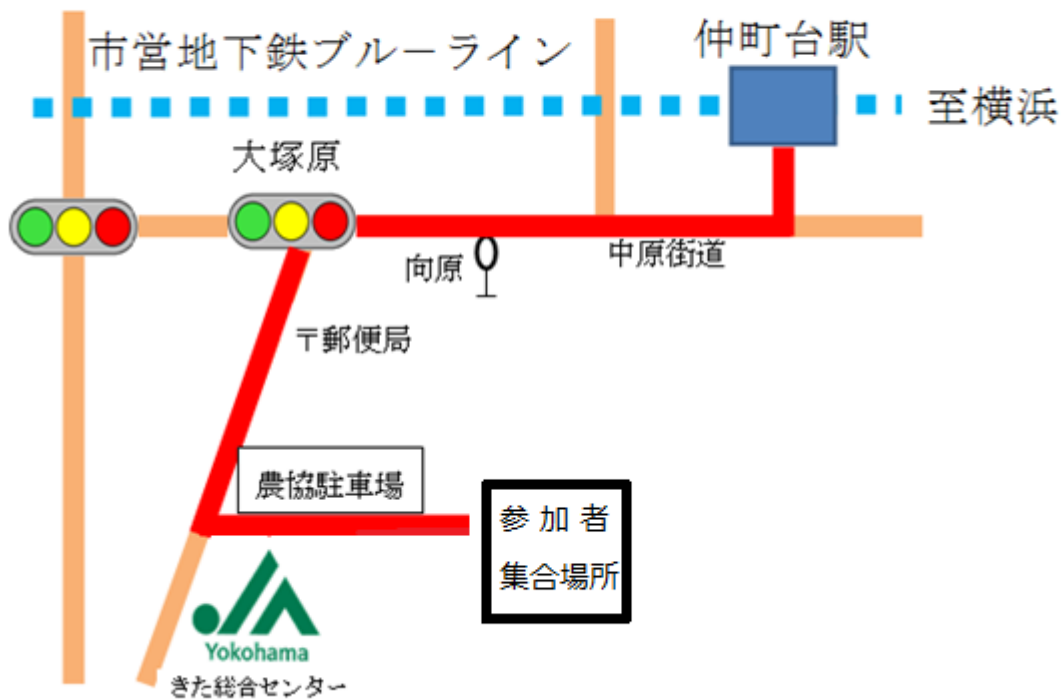 市営地下鉄ブルーライン
仲町台駅
至横浜
大塚原
向原
中原街道
〒郵便局
農協駐車場
参加者
集合場所
JA
Yokohama
きた総合センター